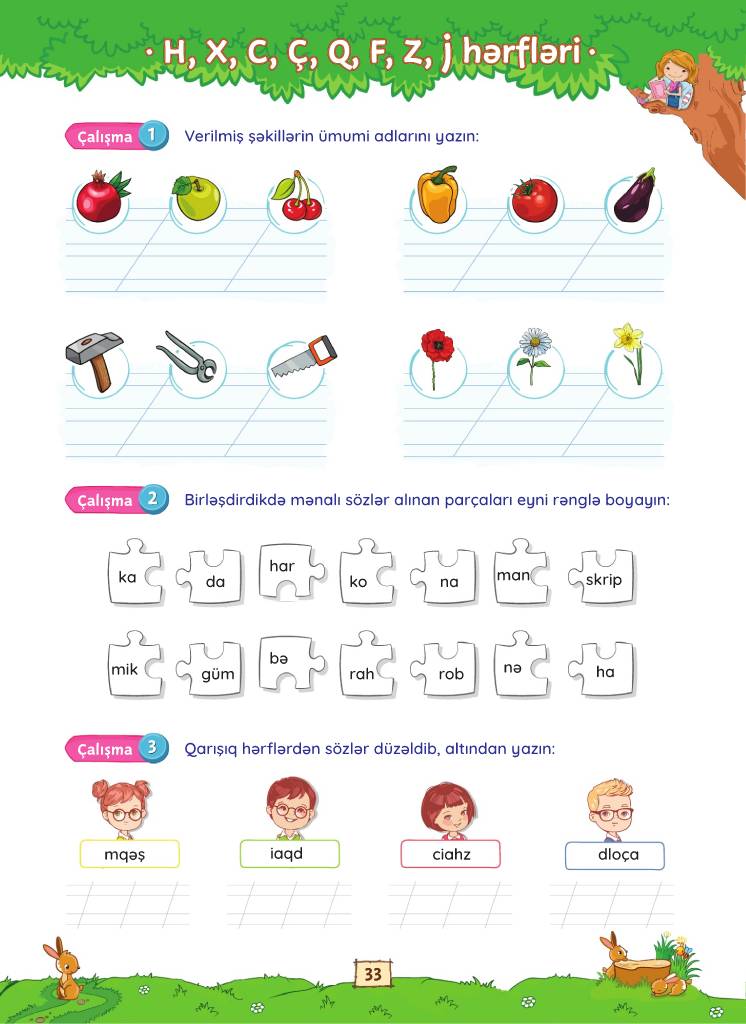 · H, X, C, Ç, Q, F, Z, j hərfləri ·
Çalışma 1 Verilmiş şəkillərin ümumi adlarını yazın:
Çalışma 2 Birləşdirdikdə mənalı sözlər alınan parçaları eyni rənglə boyayın:
ka da har ko na man skrip
mik güm bə rah rob nə ha
Çalışma 3 Qarışıq hərflərdən sözlər düzəldib, altından yazın:
mqəş iaqd ciahz dloça
33